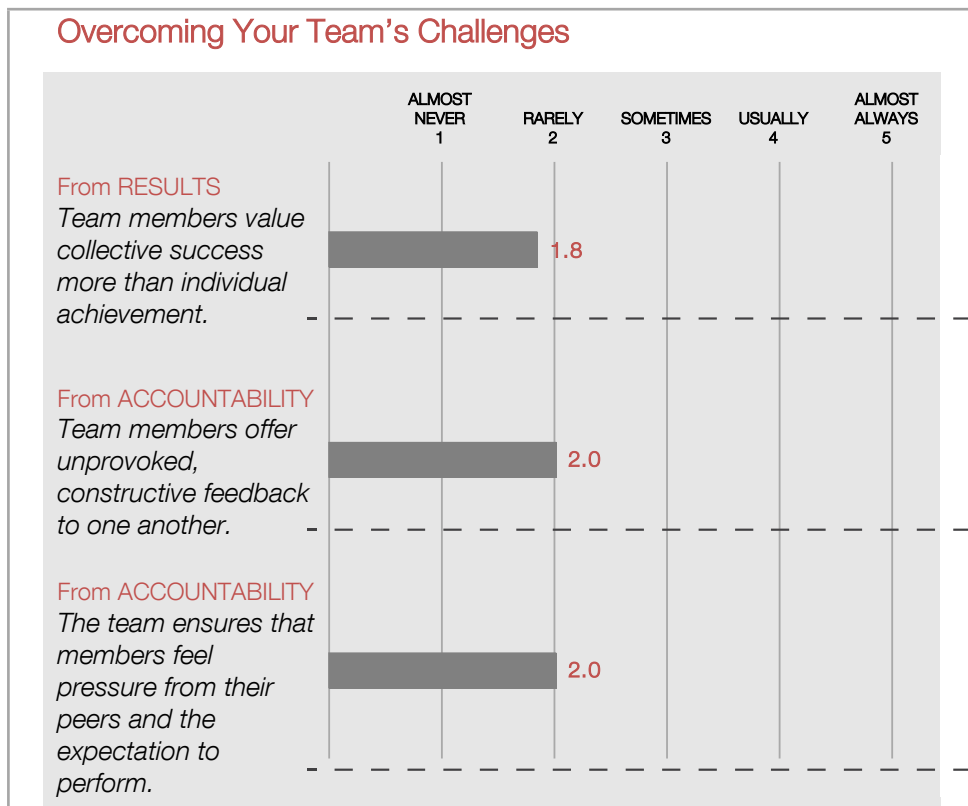 Overcoming Your Team's Challenges
ALMOST NEVER 1
RARELY 2
SOMETIMES 3
USUALLY 4
ALMOST ALWAYS 5
From RESULTS
Team members value
collective success
more than individual
achievement.
1.8
From ACCOUNTABILITY
Team members offer
unprovoked,
constructive feedback
to one another.
2.0
From ACCOUNTABILITY
The team ensures that
members feel
pressure from their
peers and the
expectation to
perform.
2.0